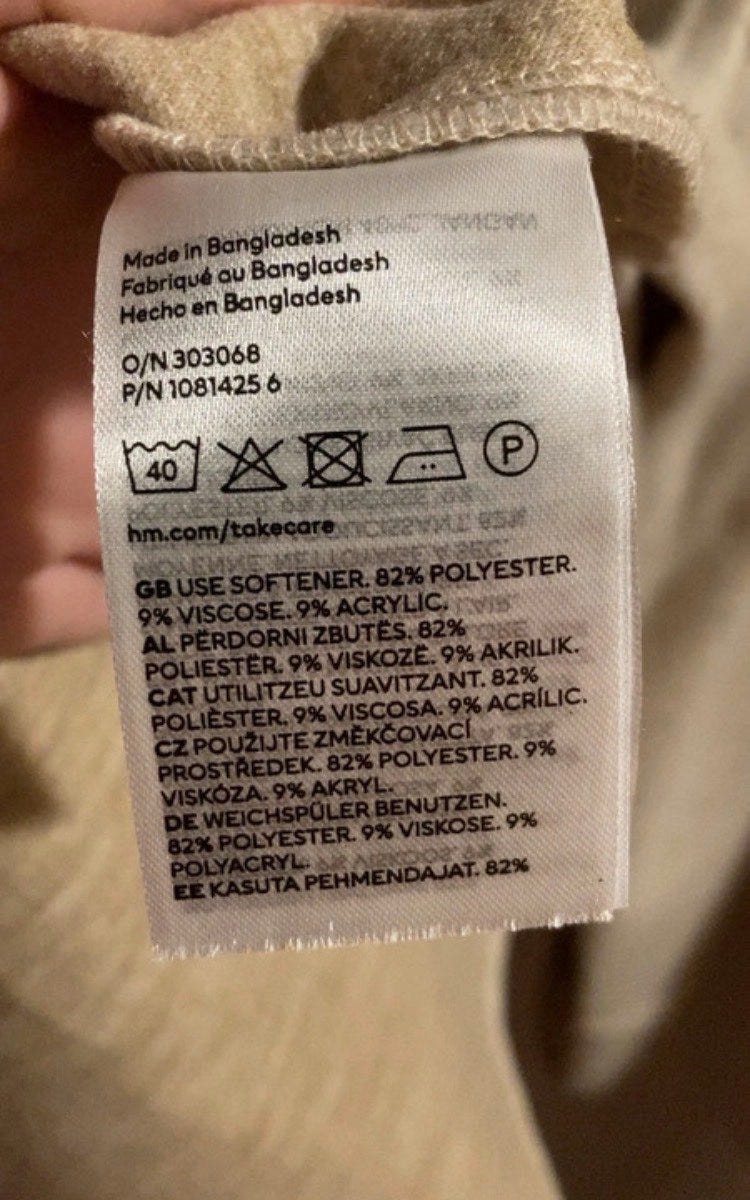 Made in Bangladesh
Fabriqué au Bangladesh
Hecho en Bangladesh
O/N 303068
P/N 1081425 6
40
P
hm.com/takecare
GB USE SOFTENER. 82% POLYESTER.
9% VISCOSE. 9% ACRYLIC.
AL PËRDORNI ZBUTËS. 82%
POLIESTËR. 9% VISKOZË. 9% AKRILIK.
CAT UTILITZEU SUAVITZANT. 82%
POLIÈSTER. 9% VISCOSA. 9% ACRÍLIC.
CZ POUŽIJTE ZMĚKČOVACÍ
PROSTŘEDEK. 82% POLYESTER. 9%
VISKÓZA. 9% AKRYL.
DE WEICHSPÜLER BENUTZEN.
82% POLYESTER. 9% VISKOSE. 9%
POLYACRYL.
EE KASUTA PEHMENDAJAT. 82%